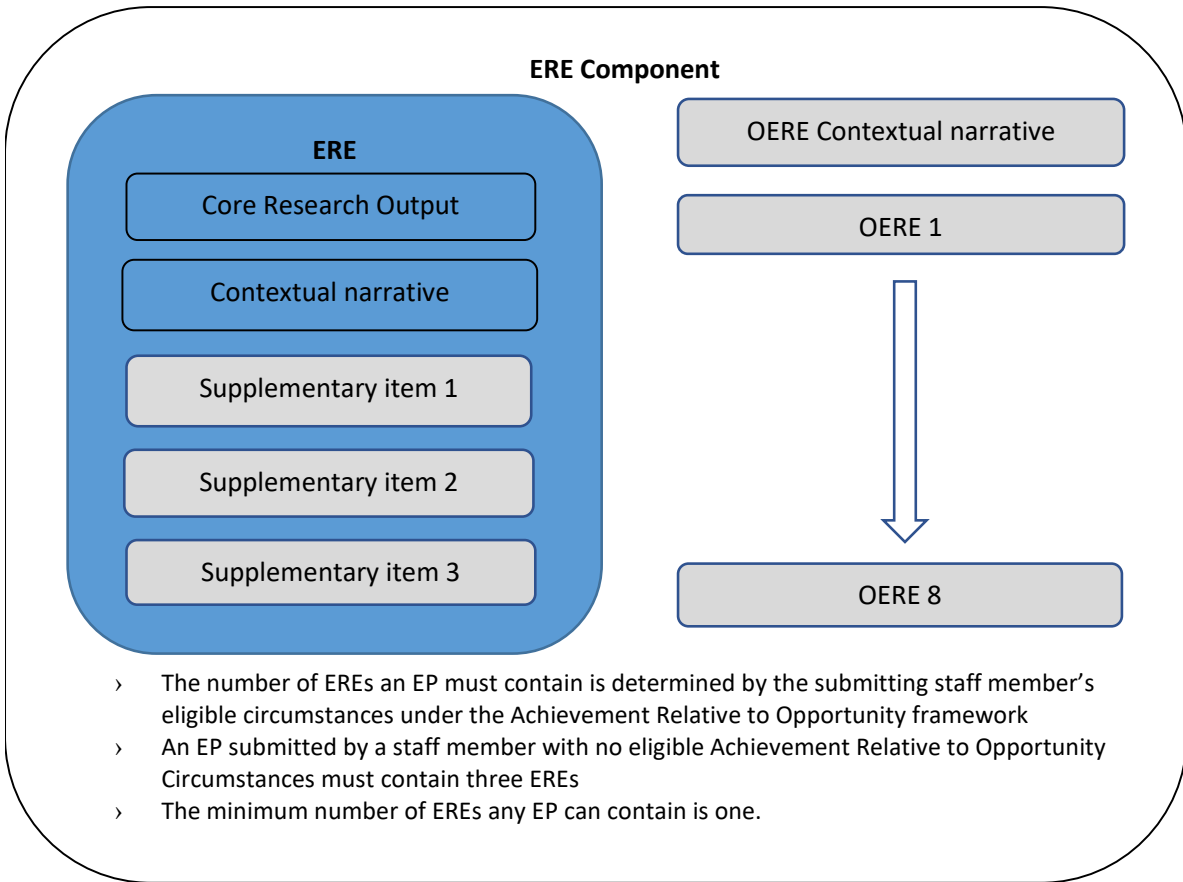 ERE Component
ERE
Core Research Output
Contextual narrative
Supplementary item 1
Supplementary item 2
Supplementary item 3
OERE Contextual narrative
OERE 1
OERE 8
› The number of EREs an EP must contain is determined by the submitting staff member’s
eligible circumstances under the Achievement Relative to Opportunity framework
› An EP submitted by a staff member with no eligible Achievement Relative to Opportunity
Circumstances must contain three EREs
› The minimum number of EREs any EP can contain is one.